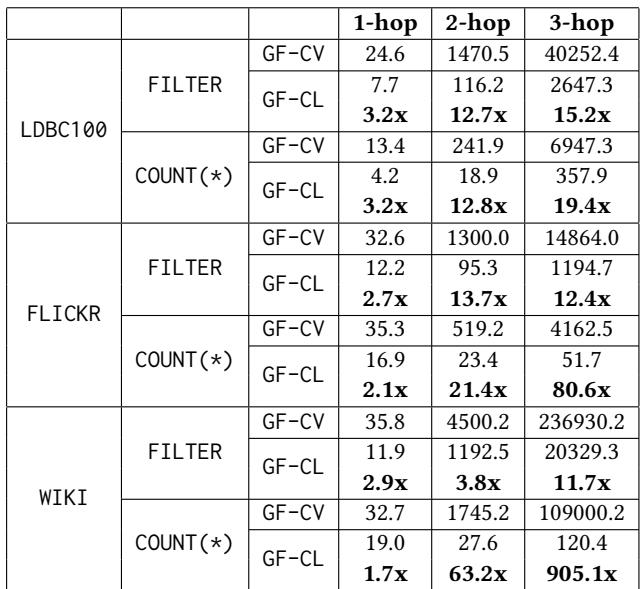 1-hop 2-hop 3-hop
LDBC100 FILTER GF-CV 24.6 1470.5 40252.4
GF-CL 7.7 116.2 2647.3
3.2x 12.7x 15.2x
COUNT(*) GF-CV 13.4 241.9 6947.3
GF-CL 4.2 18.9 357.9
3.2x 12.8x 19.4x
FLICKR FILTER GF-CV 32.6 1300.0 14864.0
GF-CL 12.2 95.3 1194.7
2.7x 13.7x 12.4x
COUNT(*) GF-CV 35.3 519.2 4162.5
GF-CL 16.9 23.4 51.7
2.1x 21.4x 80.6x
WIKI FILTER GF-CV 35.8 4500.2 236930.2
GF-CL 11.9 1192.5 20329.3
2.9x 3.8x 11.7x
COUNT(*) GF-CV 32.7 1745.2 109000.2
GF-CL 19.0 27.6 120.4
1.7x 63.2x 905.1x